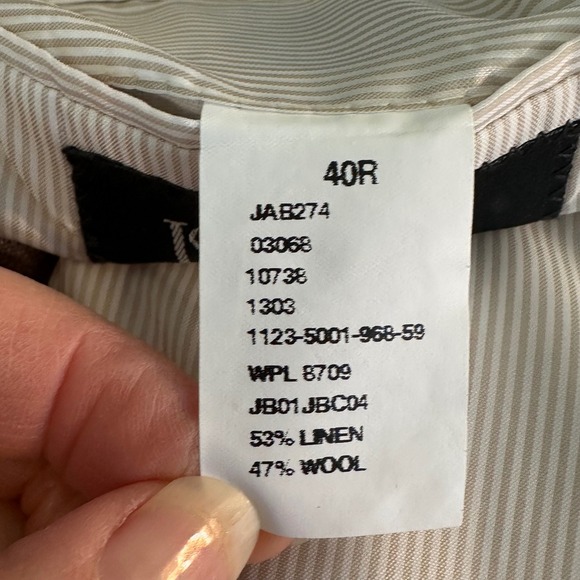 40R
JAB274
03068
10738
1303
1123-5001-968-59
WPL 8709
JB01JBC04
53% LINEN
47% WOOL